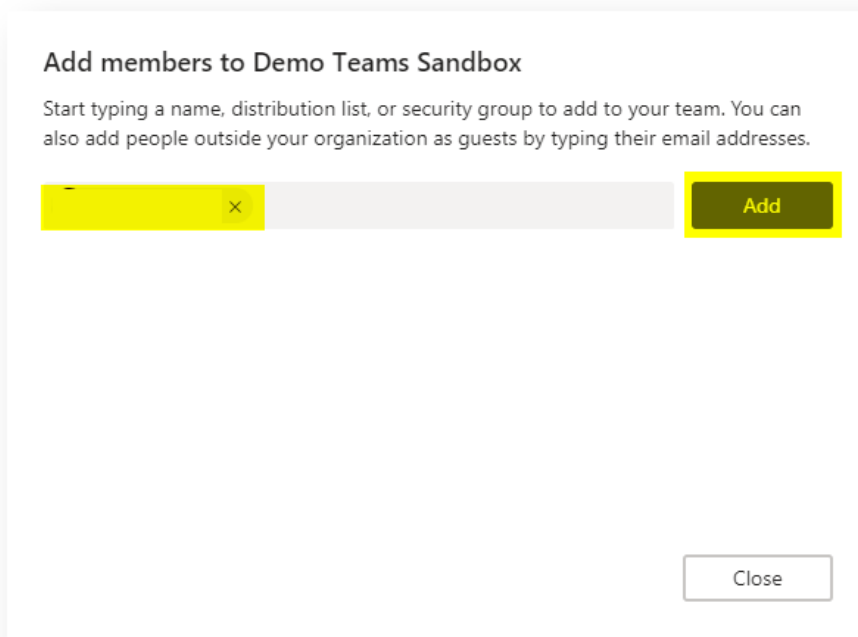 Add members to Demo Teams Sandbox
Start typing a name, distribution list, or security group to add to your team. You can
also add people outside your organization as guests by typing their email addresses.
Add
Close